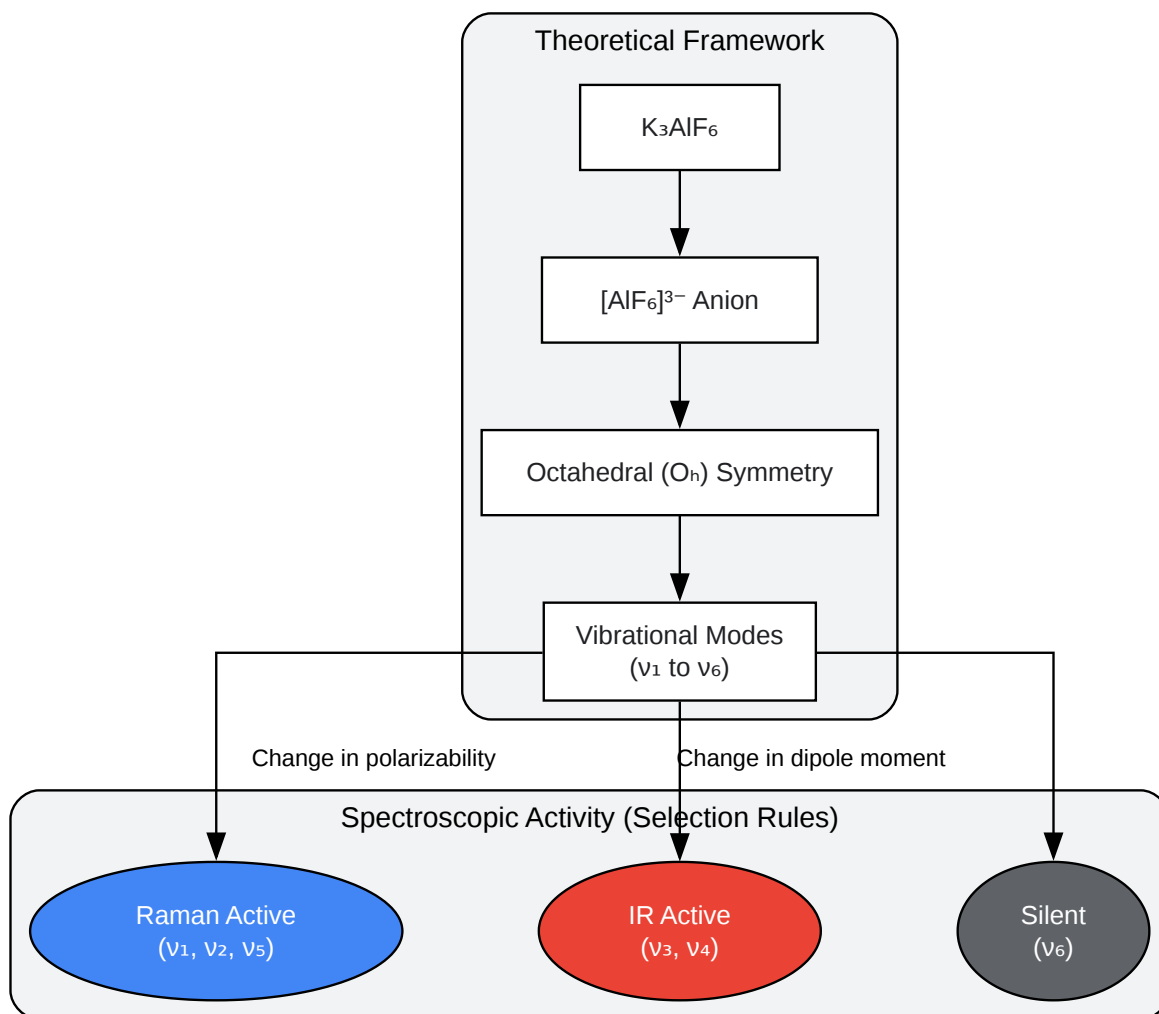 Theoretical Framework
K₃AlF₆
[AlF₆]³⁻ Anion
Octahedral (Oₕ) Symmetry
Vibrational Modes
(ν₁ to ν₆)
Change in polarizability
Change in dipole moment
Spectroscopic Activity (Selection Rules)
Raman Active
(ν₁, ν₂, ν₅)
IR Active
(ν₃, ν₄)
Silent
(ν₆)